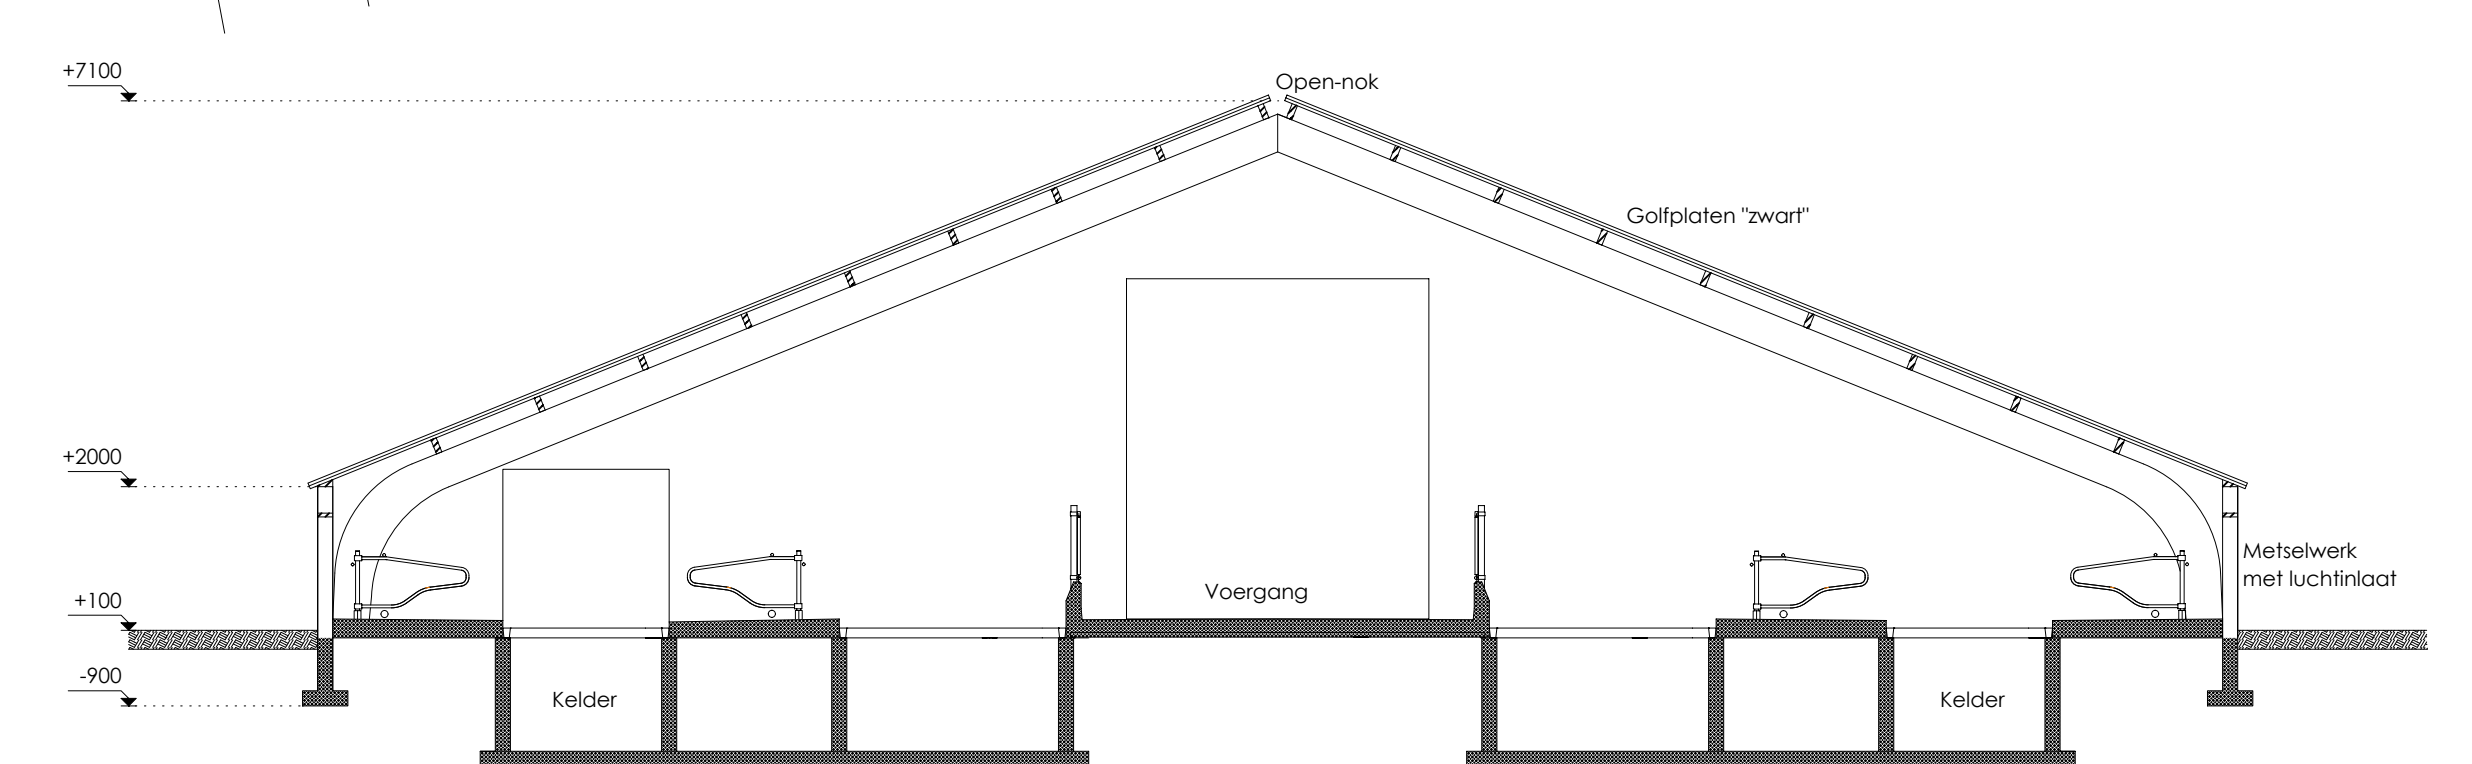 +7100
Open-nok
Golfplaten "zwart"
+2000
Metselwerk
met luchtinlaat
Voergang
+100
-900
Kelder
Kelder